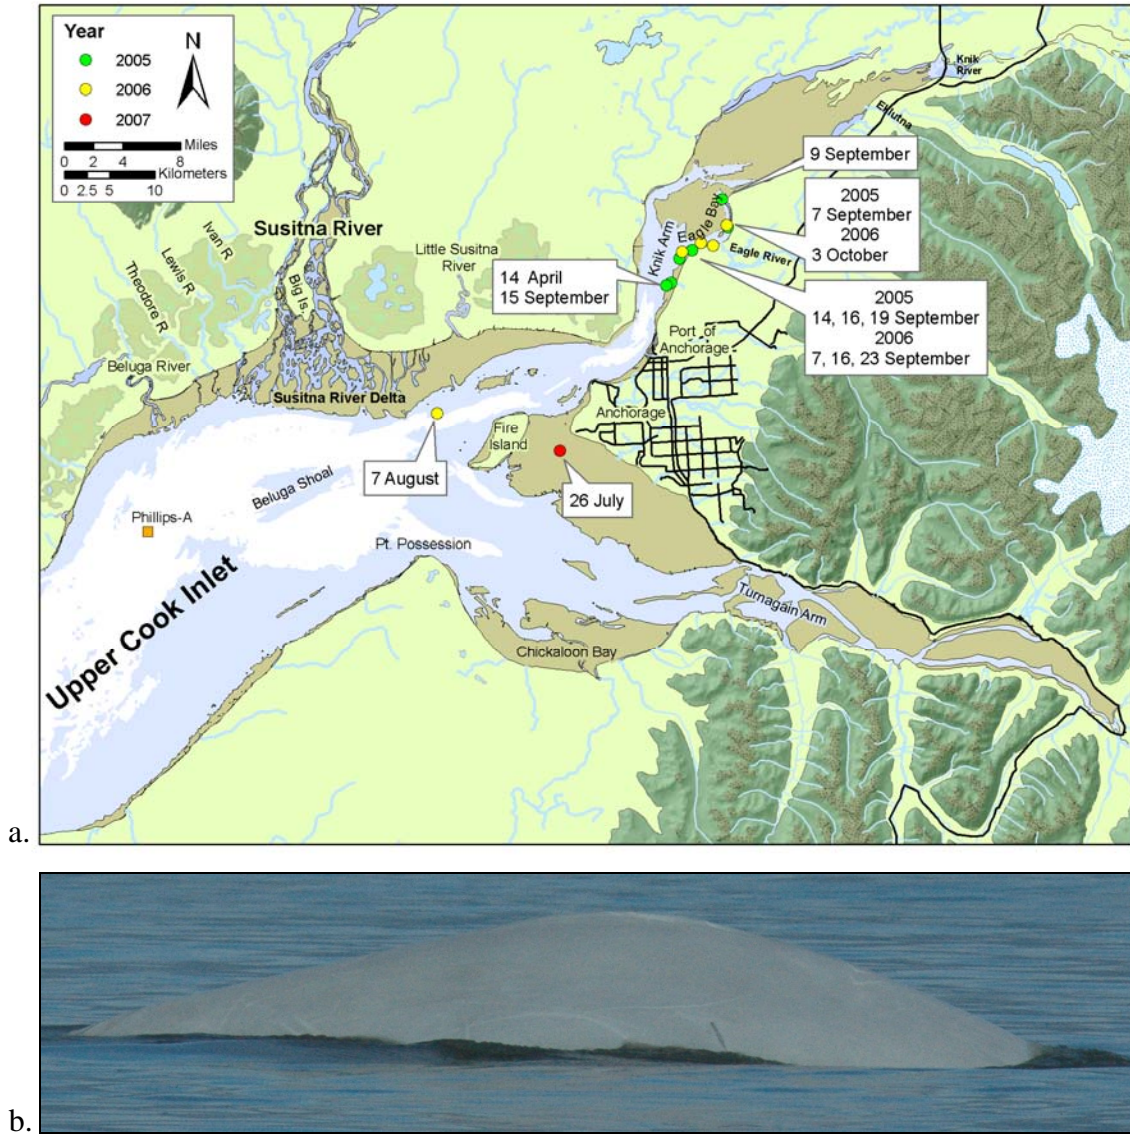 Year
N
2005
2006
2007
Miles
0 2 4 8
Kilometers
0 2.5 5 10
Knik
River
Eklutna
9 September
2005
7 September
2006
3 October
Eagle Bay
Eagle River
Knik Arm
14 April
15 September
2005
14, 16, 19 September
2006
7, 16, 23 September
Susitna River
Little Susitna
River
Ivan R
Lewis R
Theodore R
Big Is.
Beluga River
Susitna River Delta
Port of
Anchorage
Anchorage
Fire
Island
7 August
26 July
Beluga Shoal
Phillips-A
Pt. Possession
Upper Cook Inlet
Turnagain Arm
Chickaloon Bay
a.
b.